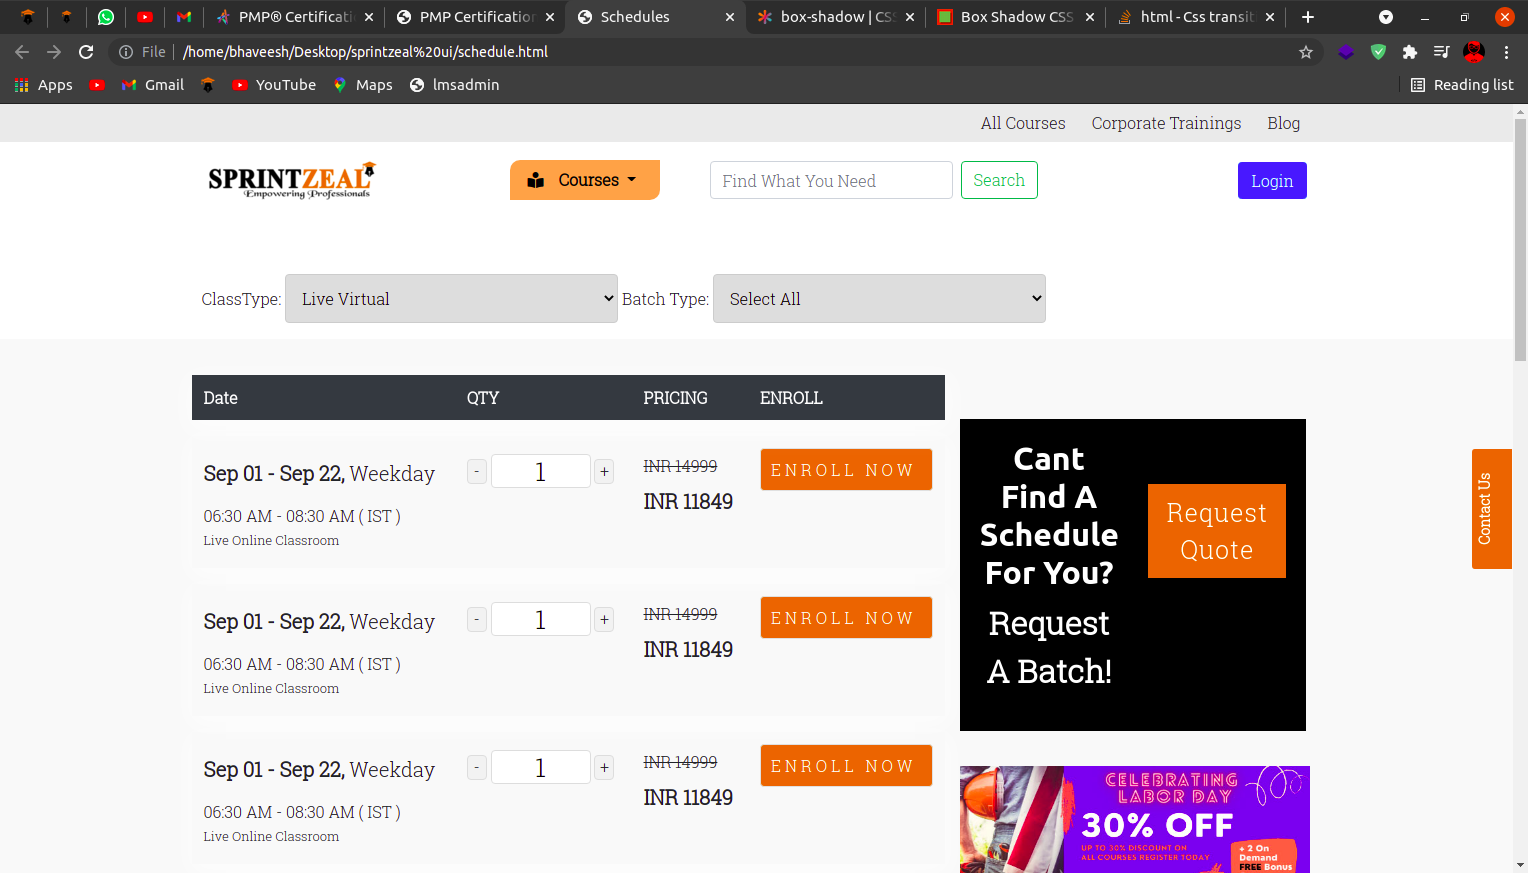 PMP® Certificati
PMP Certification
Schedules
box-shadow | CSS
Box Shadow CSS
html - Css transit
File
/home/bhaveesh/Desktop/sprintzeal%20ui/schedule.html
Apps
Gmail
YouTube
Maps
lmsadmin
Reading list
All Courses
Corporate Trainings
Blog
SPRINTZEAL
Empowering Professionals
Courses
Find What You Need
Search
Login
ClassType:
Live Virtual
Batch Type:
Select All
Date
QTY
PRICING
ENROLL
Sep 01 - Sep 22, Weekday
- 1 +
INR 14999
INR 11849
ENROLL NOW
06:30 AM - 08:30 AM ( IST )
Live Online Classroom
Sep 01 - Sep 22, Weekday
- 1 +
INR 14999
INR 11849
ENROLL NOW
06:30 AM - 08:30 AM ( IST )
Live Online Classroom
Sep 01 - Sep 22, Weekday
- 1 +
INR 14999
INR 11849
ENROLL NOW
06:30 AM - 08:30 AM ( IST )
Live Online Classroom
Cant
Find A
Schedule
For You?
Request
A Batch!
Request
Quote
Contact Us
CELEBRATING
LABOR DAY
30% OFF
UP TO 30% DISCOUNT ON
ALL COURSES REGISTER TODAY
+ 2 On
Demand
FREE Bonus